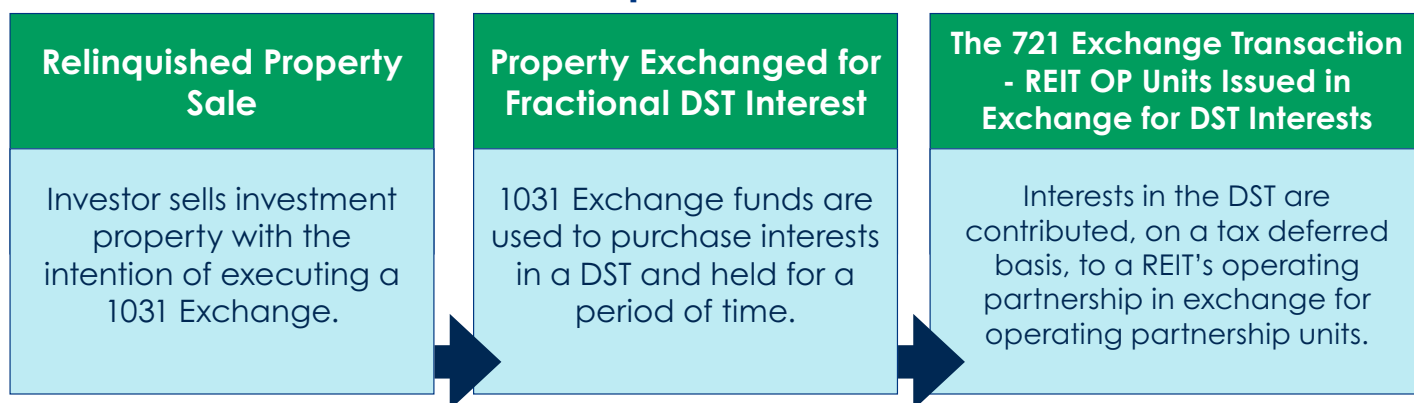 Relinquished Property
Sale
Investor sells investment
property with the
intention of executing a
1031 Exchange.
Property Exchanged for
Fractional DST Interest
1031 Exchange funds are
used to purchase interests
in a DST and held for a
period of time.
The 721 Exchange Transaction
- REIT OP Units Issued in
Exchange for DST Interests
Interests in the DST are
contributed, on a tax deferred
basis, to a REIT's operating
partnership in exchange for
operating partnership units.